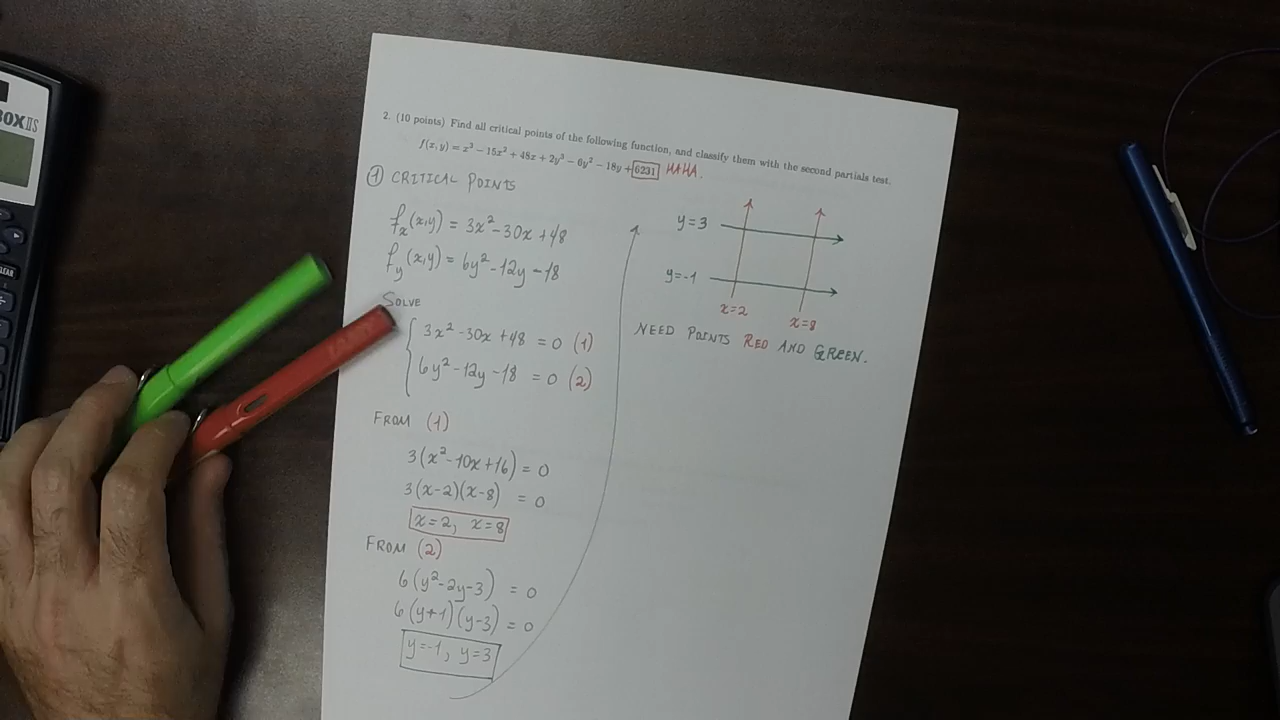 BOX IIS
CLEAR
2. (10 points) Find all critical points of the following function, and classify them with the second partials test.
f(x, y) = x³ − 15x² + 48x + 2y³ − 6y² − 18y + 6231 HAHA.
① CRITICAL POINTS
fx(x,y) = 3x²-30x+48
fy(x,y) = 6y²-12y-18
SOLVE
3x²-30x+48 = 0 (1)
6y²-12y-18 = 0 (2)
FROM (1)
3(x²-10x+16) = 0
3(x-2)(x-8) = 0
x=2, x=8
FROM (2)
6(y²-2y-3) = 0
6(y+1)(y-3) = 0
y=-1, y=3
y=3
y=-1
x=2
x=8
NEED POINTS RED AND GREEN.